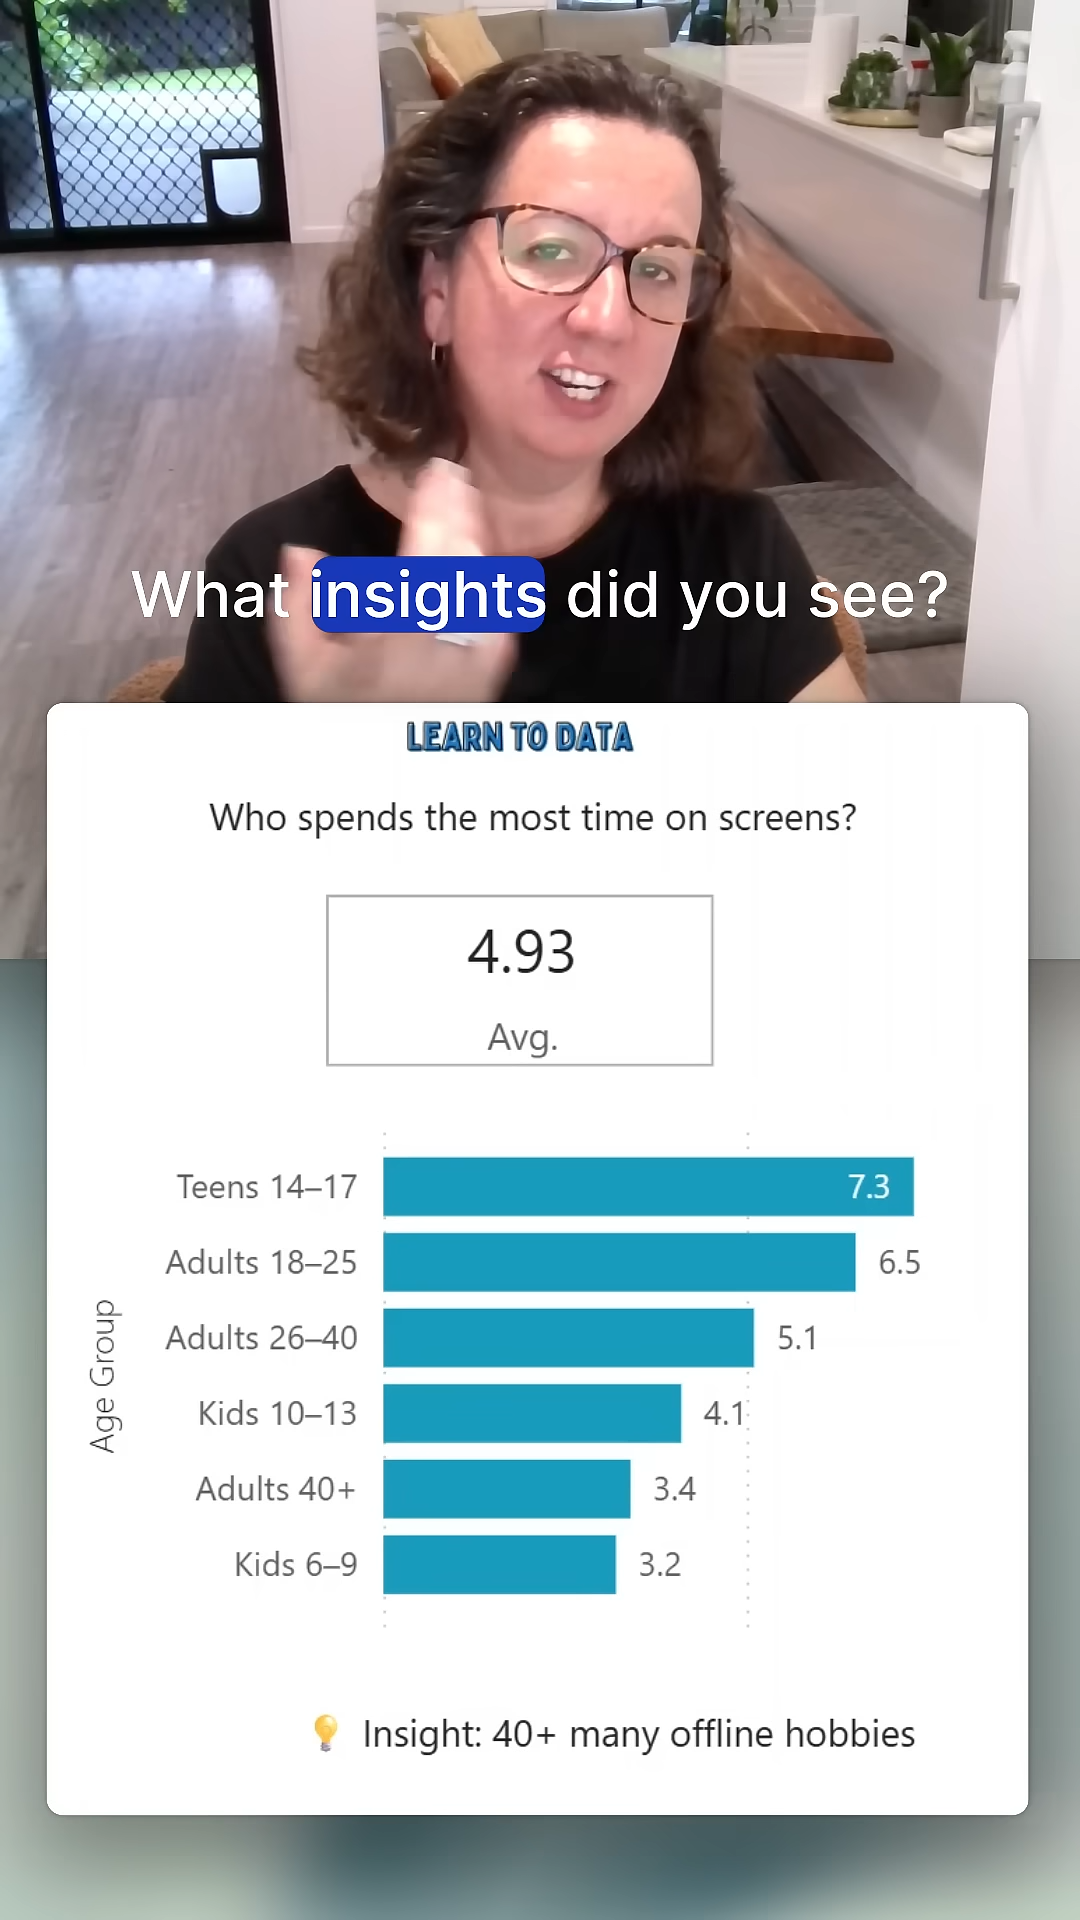 What insights did you see?
LEARN TO DATA
Who spends the most time on screens?
4.93
Avg.
Age Group
Teens 14–17 7.3
Adults 18–25 6.5
Adults 26–40 5.1
Kids 10–13 4.1
Adults 40+ 3.4
Kids 6–9 3.2
💡 Insight: 40+ many offline hobbies